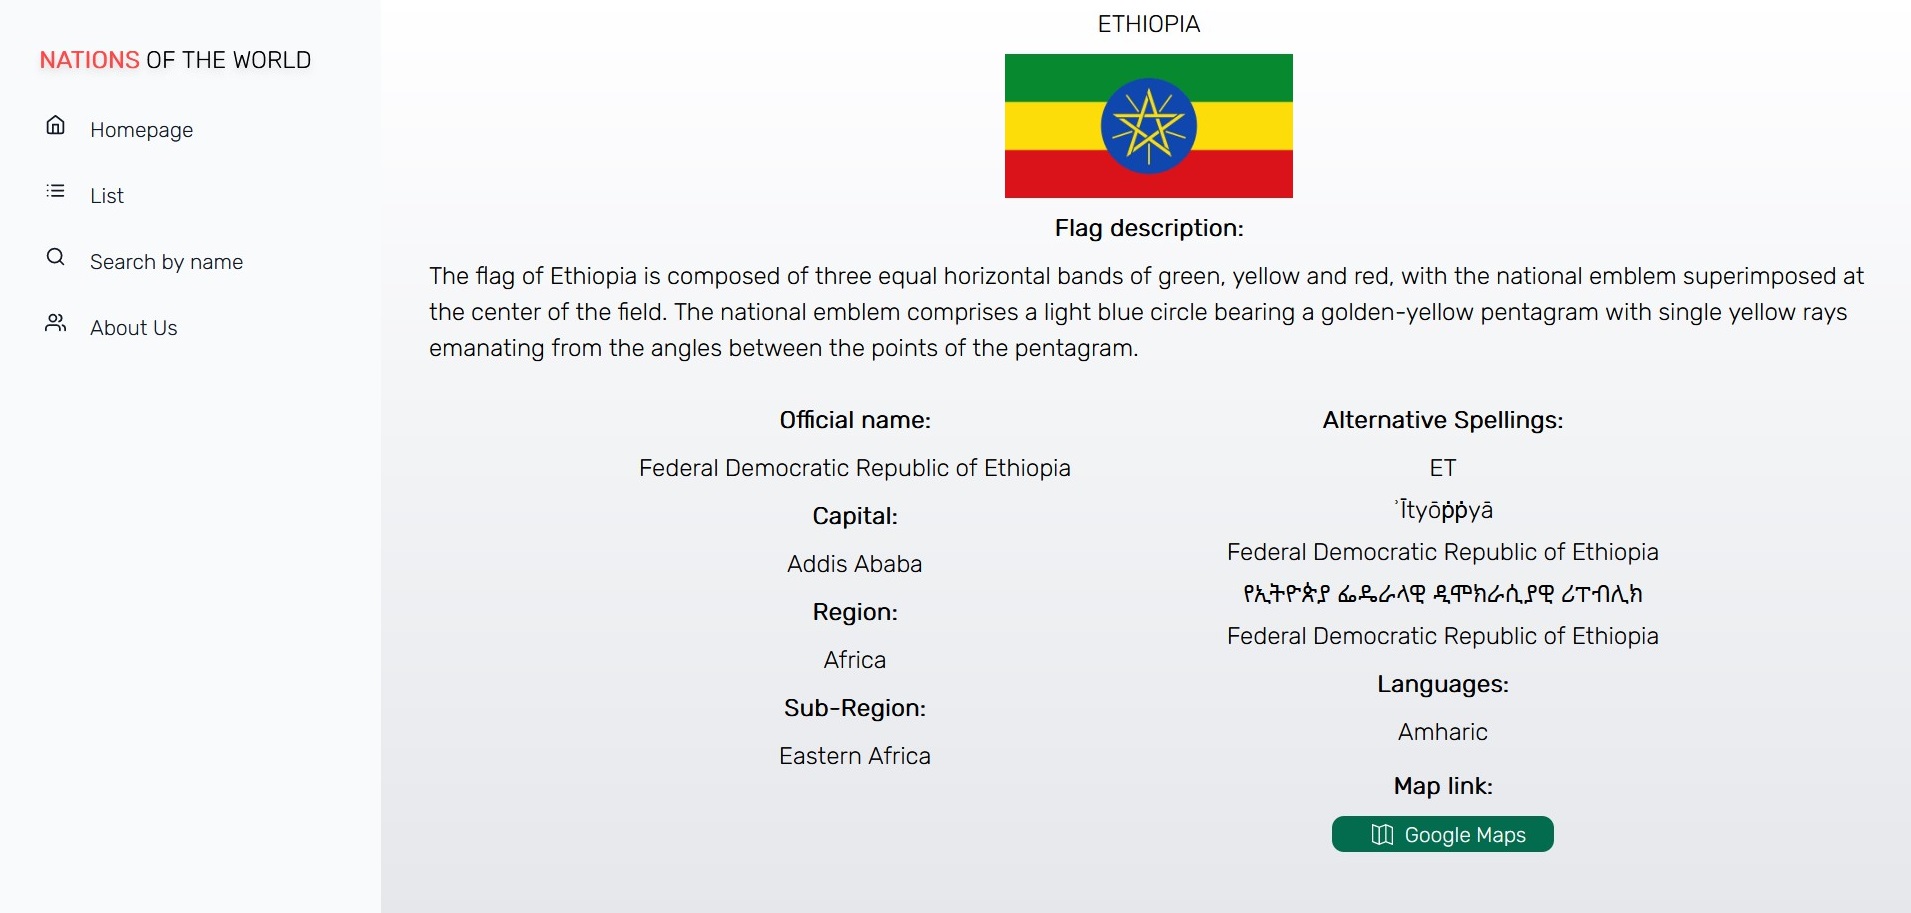 NATIONS OF THE WORLD
Homepage
List
Search by name
About Us
ETHIOPIA
Flag description:
The flag of Ethiopia is composed of three equal horizontal bands of green, yellow and red, with the national emblem superimposed at
the center of the field. The national emblem comprises a light blue circle bearing a golden-yellow pentagram with single yellow rays
emanating from the angles between the points of the pentagram.
Official name:
Federal Democratic Republic of Ethiopia
Capital:
Addis Ababa
Region:
Africa
Sub-Region:
Eastern Africa
Alternative Spellings:
ET
ʾĪtyōṗṗyā
Federal Democratic Republic of Ethiopia
የኢትዮጵያ ፌዴራላዊ ዲሞክራሲያዊ ሪፐብሊክ
Federal Democratic Republic of Ethiopia
Languages:
Amharic
Map link:
Google Maps